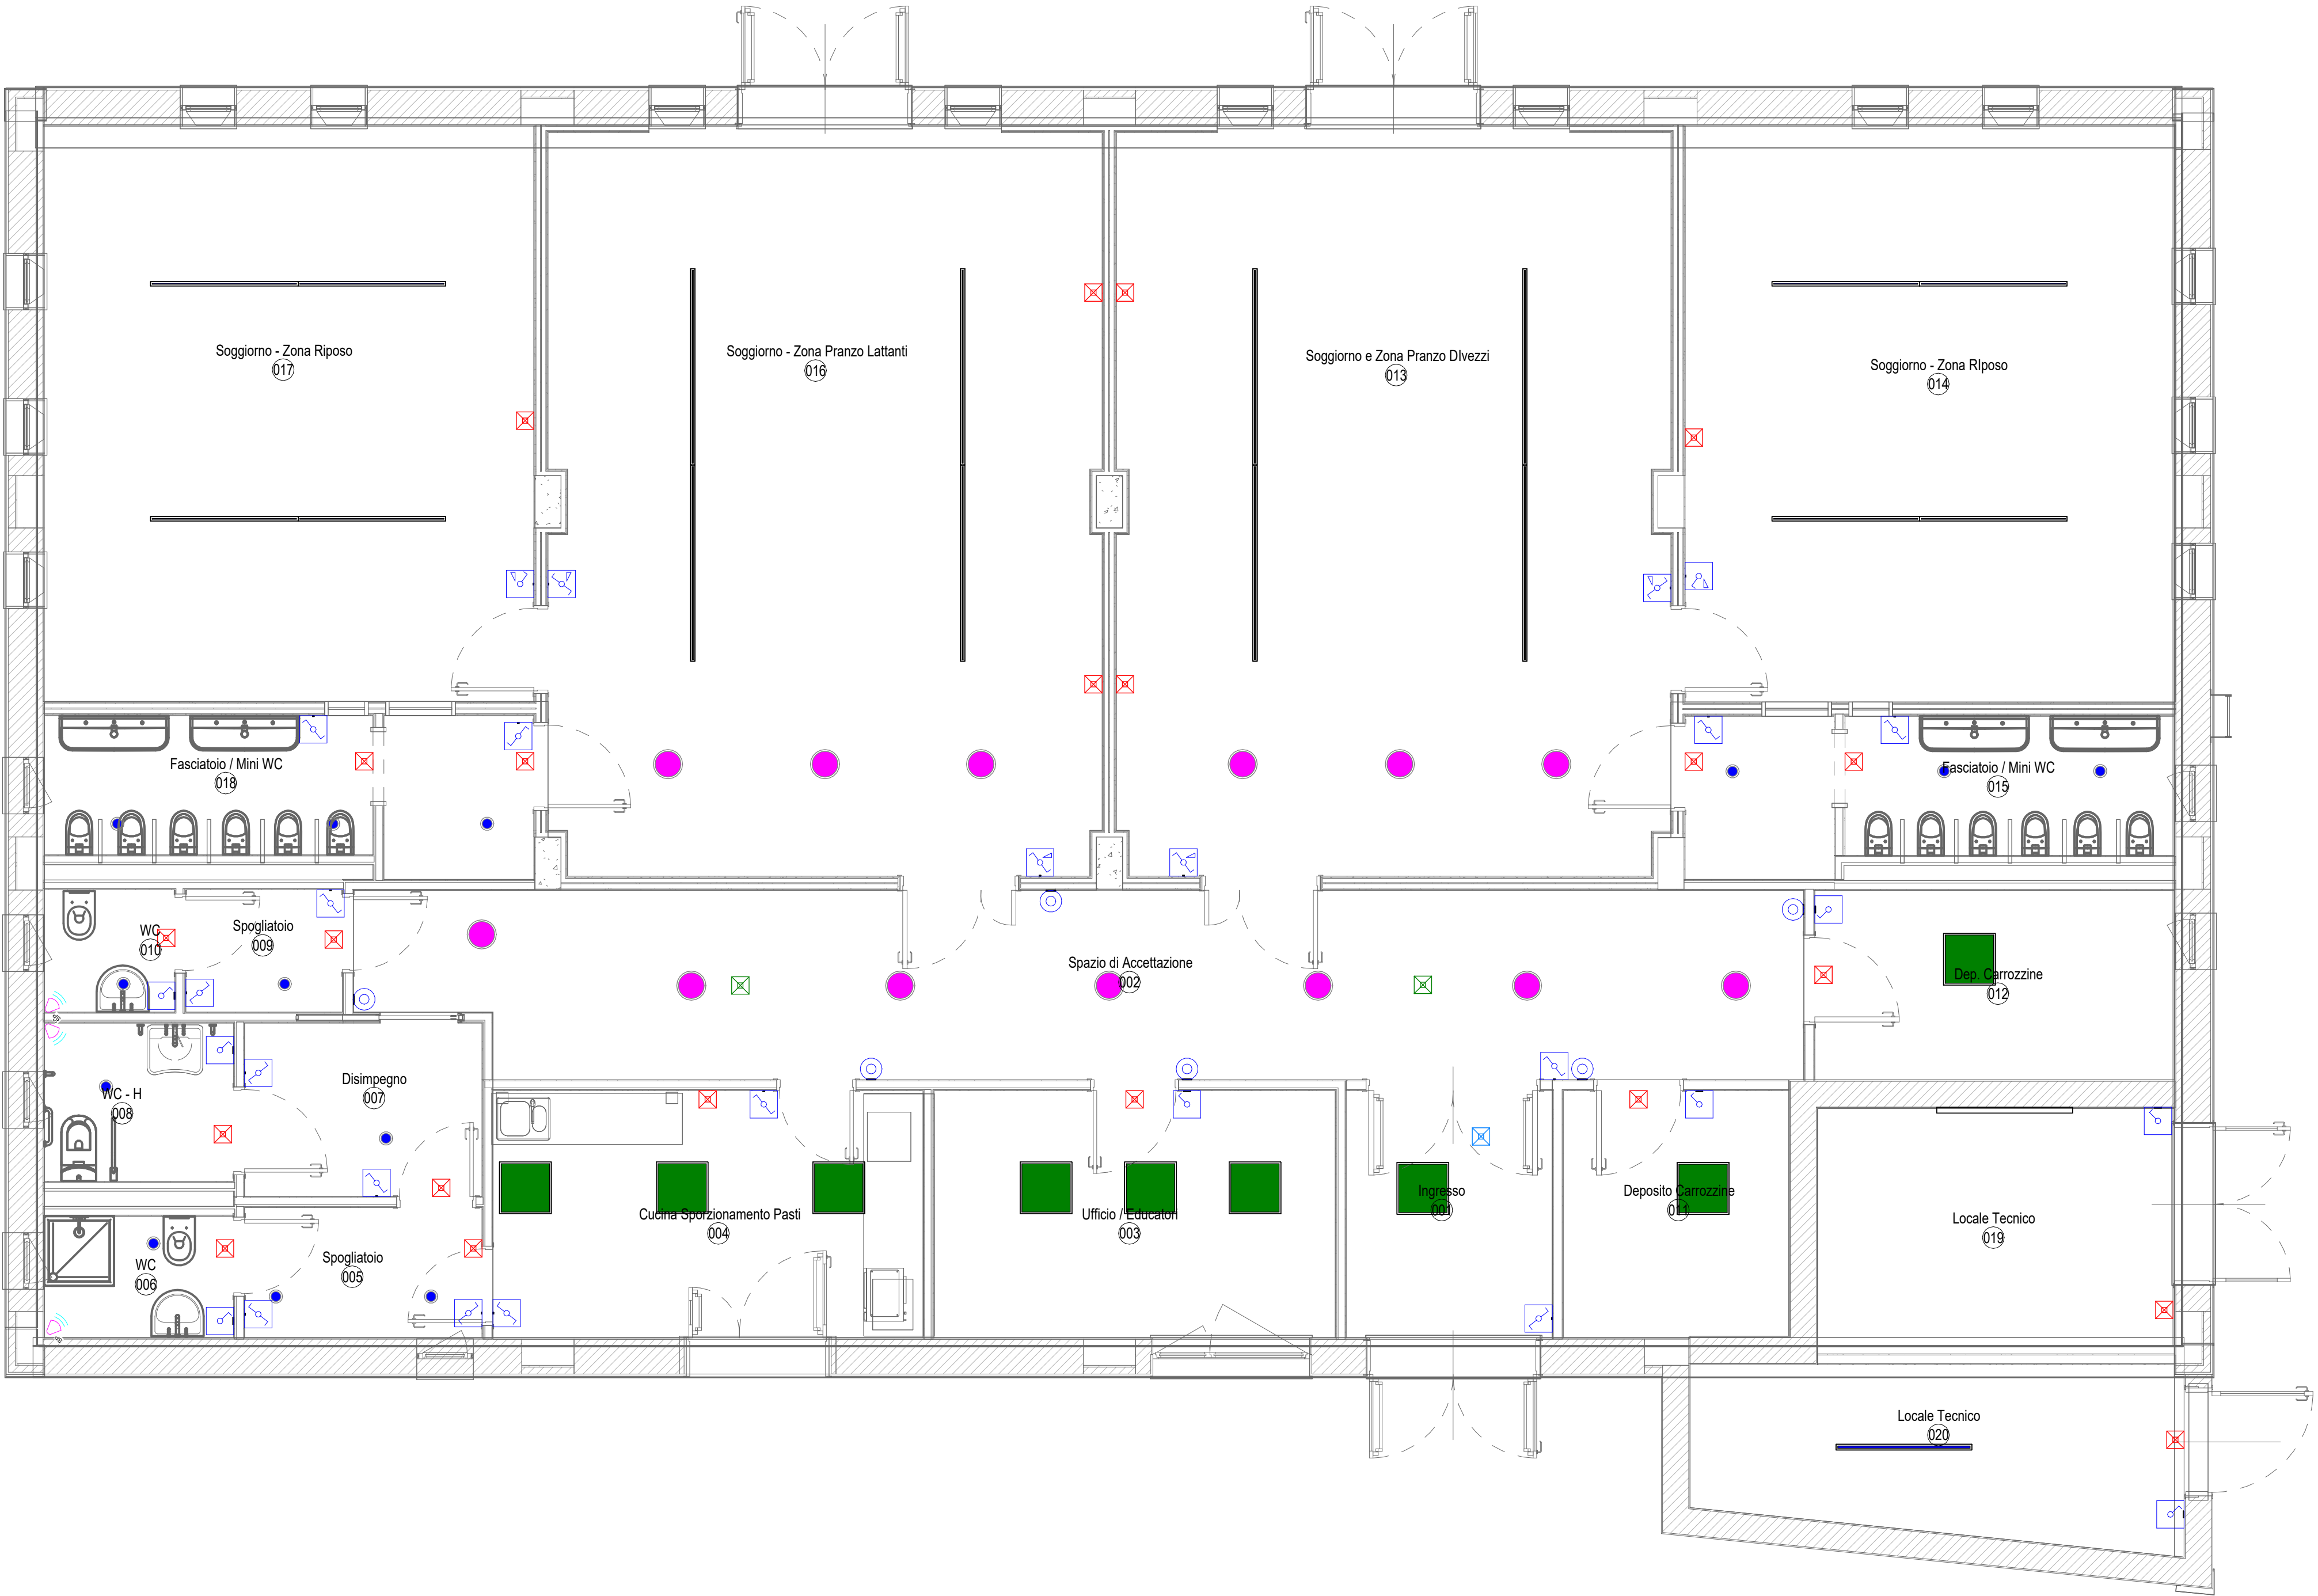 Soggiorno - Zona Riposo
017
Soggiorno - Zona Pranzo Lattanti
016
Soggiorno e Zona Pranzo DIvezzi
013
Soggiorno - Zona RIposo
014
Fasciatoio / Mini WC
018
Fasciatoio / Mini WC
015
WC
010
Spogliatoio
009
Spazio di Accettazione
002
Dep. Carrozzine
012
WC - H
008
Disimpegno
007
Cucina Sporzionamento Pasti
004
Ufficio / Educatori
003
Ingresso
001
Deposito Carrozzine
011
Locale Tecnico
019
WC
006
Spogliatoio
005
Locale Tecnico
020